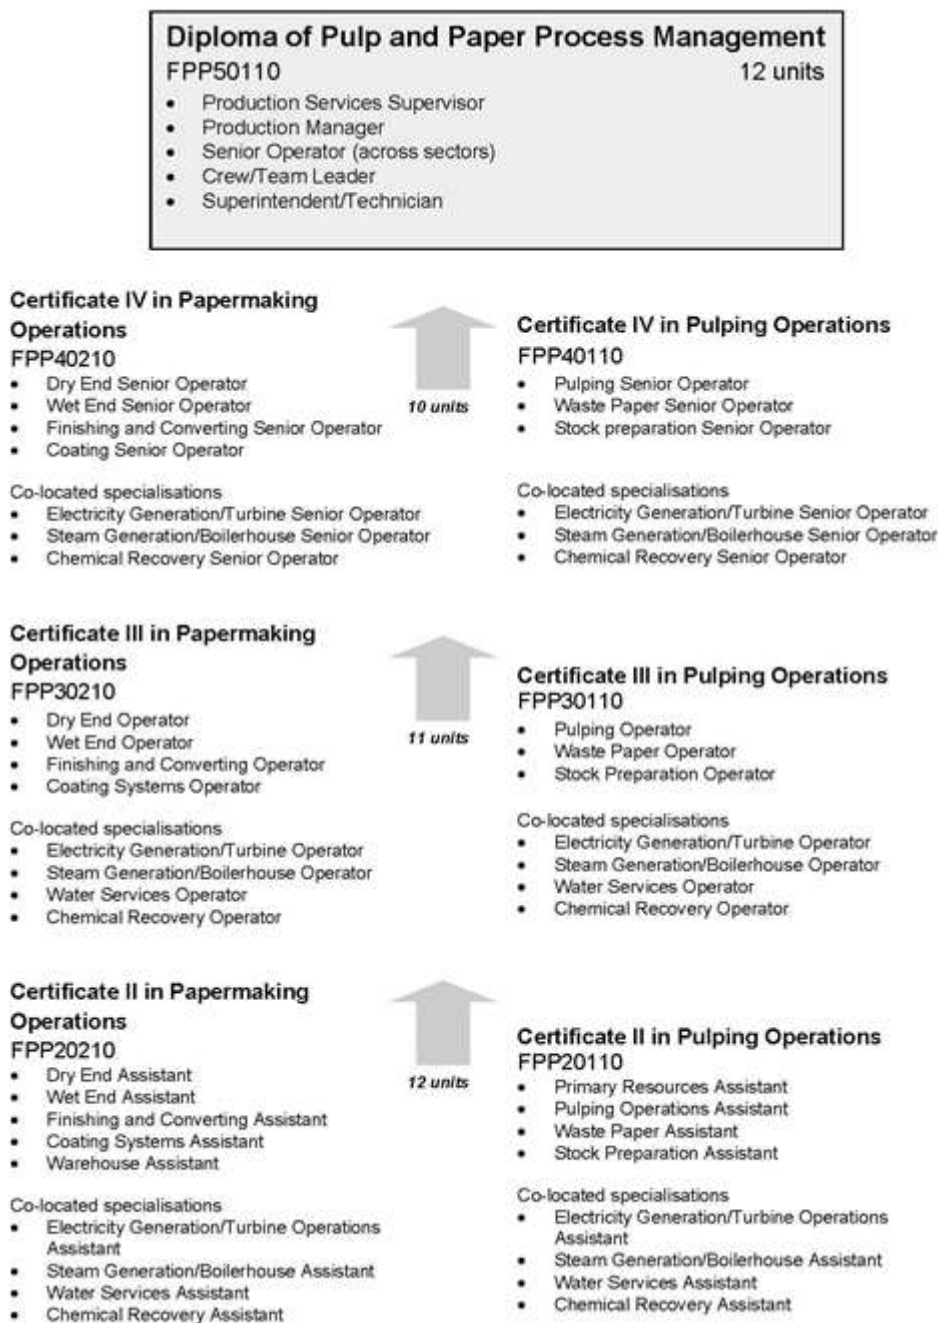 Diploma of Pulp and Paper Process Management
FPP50110 12 units
• Production Services Supervisor
• Production Manager
• Senior Operator (across sectors)
• Crew/Team Leader
• Superintendent/Technician
Certificate IV in Papermaking
Operations
FPP40210
• Dry End Senior Operator
• Wet End Senior Operator
• Finishing and Converting Senior Operator
• Coating Senior Operator
Co-located specialisations
• Electricity Generation/Turbine Senior Operator
• Steam Generation/Boilerhouse Senior Operator
• Chemical Recovery Senior Operator
10 units
Certificate IV in Pulping Operations
FPP40110
• Pulping Senior Operator
• Waste Paper Senior Operator
• Stock preparation Senior Operator
Co-located specialisations
• Electricity Generation/Turbine Senior Operator
• Steam Generation/Boilerhouse Senior Operator
• Chemical Recovery Senior Operator
Certificate III in Papermaking
Operations
FPP30210
• Dry End Operator
• Wet End Operator
• Finishing and Converting Operator
• Coating Systems Operator
Co-located specialisations
• Electricity Generation/Turbine Operator
• Steam Generation/Boilerhouse Operator
• Water Services Operator
• Chemical Recovery Operator
11 units
Certificate III in Pulping Operations
FPP30110
• Pulping Operator
• Waste Paper Operator
• Stock Preparation Operator
Co-located specialisations
• Electricity Generation/Turbine Operator
• Steam Generation/Boilerhouse Operator
• Water Services Operator
• Chemical Recovery Operator
Certificate II in Papermaking
Operations
FPP20210
• Dry End Assistant
• Wet End Assistant
• Finishing and Converting Assistant
• Coating Systems Assistant
• Warehouse Assistant
Co-located specialisations
• Electricity Generation/Turbine Operations
Assistant
• Steam Generation/Boilerhouse Assistant
• Water Services Assistant
• Chemical Recovery Assistant
12 units
Certificate II in Pulping Operations
FPP20110
• Primary Resources Assistant
• Pulping Operations Assistant
• Waste Paper Assistant
• Stock Preparation Assistant
Co-located specialisations
• Electricity Generation/Turbine Operations
Assistant
• Steam Generation/Boilerhouse Assistant
• Water Services Assistant
• Chemical Recovery Assistant